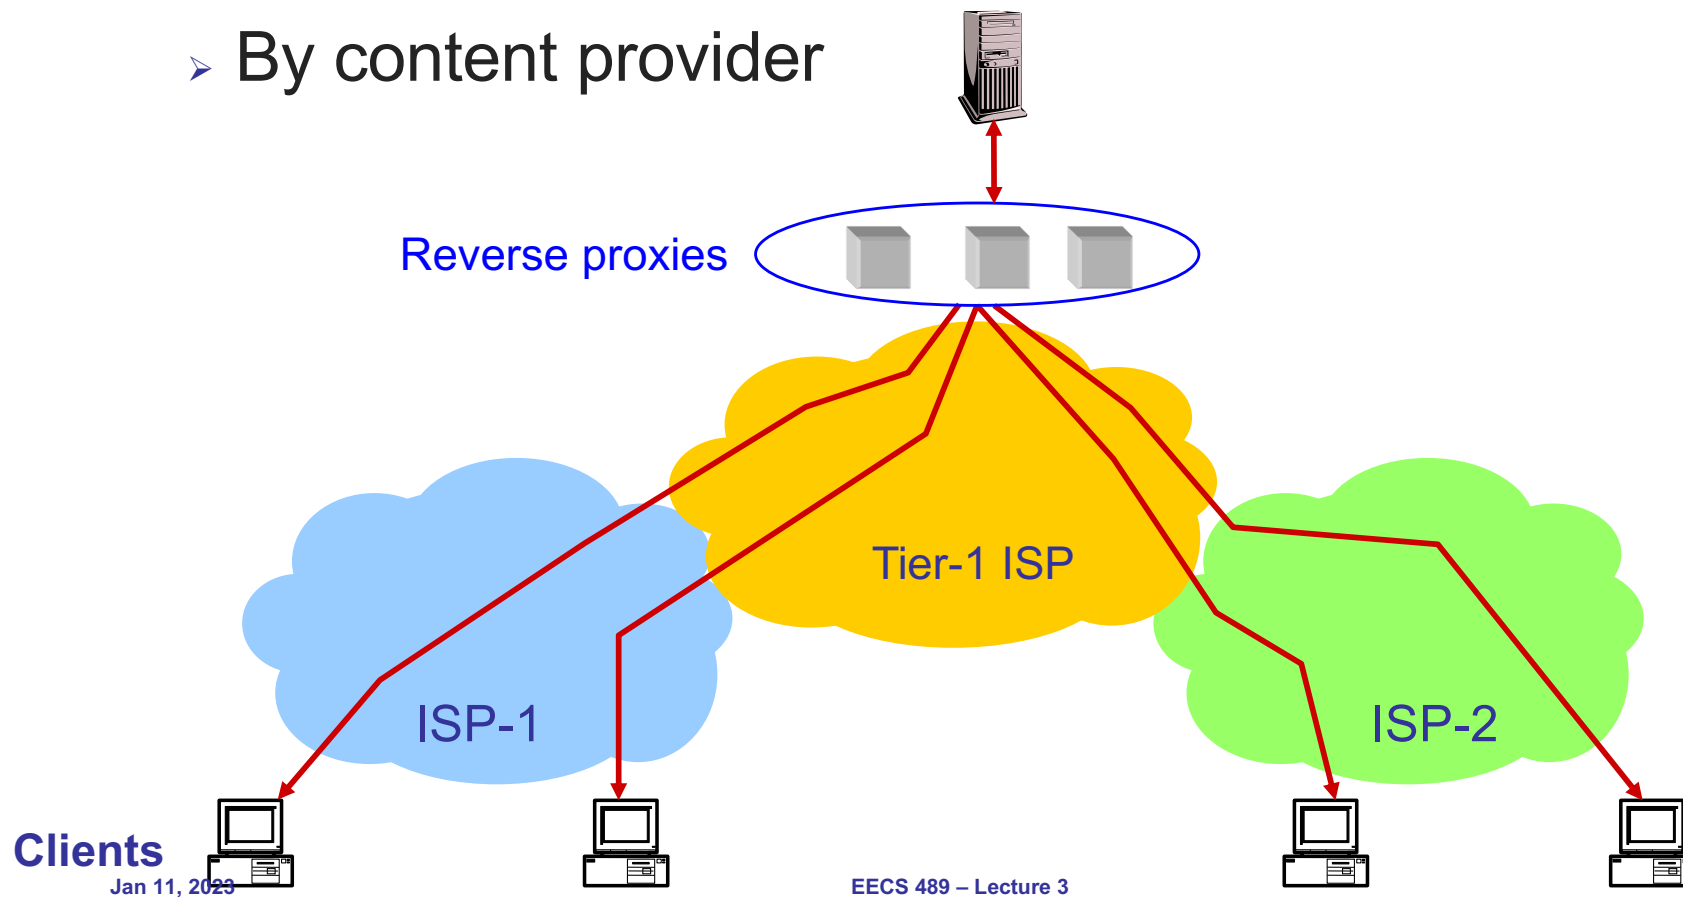 ➢ By content provider
Reverse proxies
Tier-1 ISP
ISP-1
ISP-2
Clients
Jan 11, 2023
EECS 489 – Lecture 3